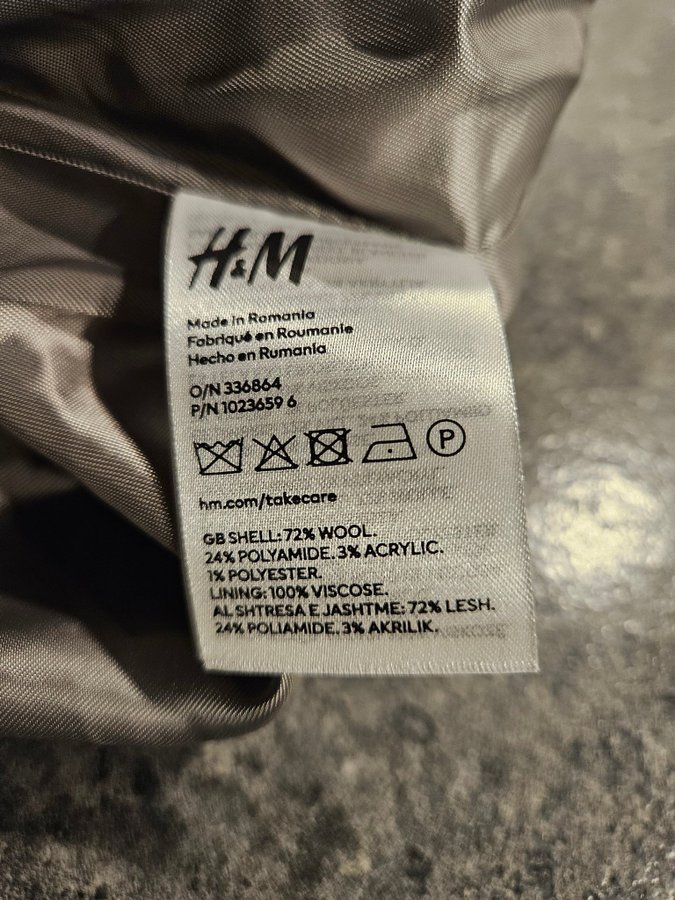 H&M
Made in Romania
Fabriqué en Roumanie
Hecho en Rumanía
O/N 336864
P/N 1023659 6
P
hm.com/takecare
GB SHELL: 72% WOOL.
24% POLYAMIDE. 3% ACRYLIC.
1% POLYESTER.
LINING: 100% VISCOSE.
AL SHTRESA E JASHTME: 72% LESH.
24% POLIAMIDE. 3% AKRILIK.